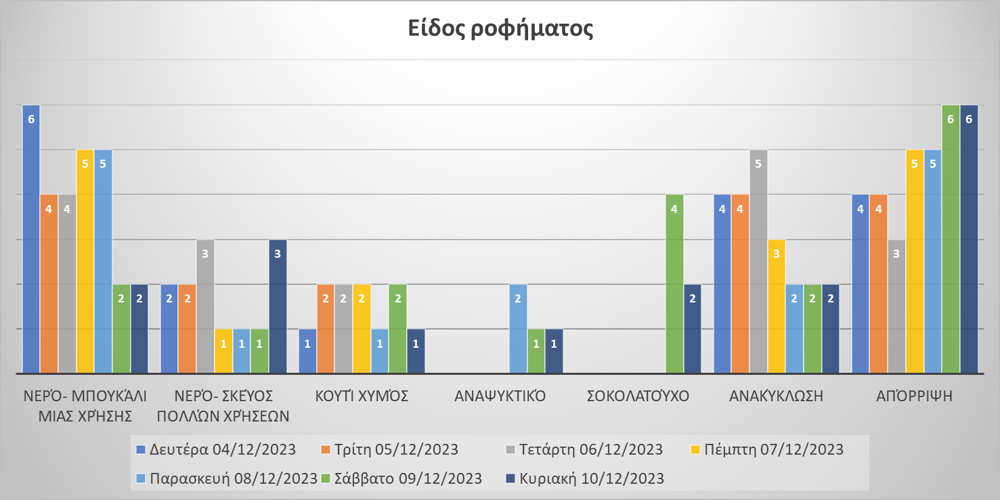 Είδος ροφήματος
6 4 4 5 5 2 2 2 2 3 1 1 1 3 1 2 2 2 1 2 1 2 1 1 4 2 4 4 5 3 2 2 2 4 4 3 5 5 6 6
ΝΕΡΌ- ΜΠΟΥΚΆΛΙ ΜΙΑΣ ΧΡΉΣΗΣ
ΝΕΡΌ- ΣΚΕΎΟΣ ΠΟΛΛΏΝ ΧΡΉΣΕΩΝ
ΚΟΥΤΊ ΧΥΜΌΣ
ΑΝΑΨΥΚΤΙΚΌ
ΣΟΚΟΛΑΤΟΎΧΟ
ΑΝΑΚΎΚΛΩΣΗ
ΑΠΌΡΡΙΨΗ
Δευτέρα 04/12/2023 Τρίτη 05/12/2023 Τετάρτη 06/12/2023 Πέμπτη 07/12/2023
Παρασκευή 08/12/2023 Σάββατο 09/12/2023 Κυριακή 10/12/2023